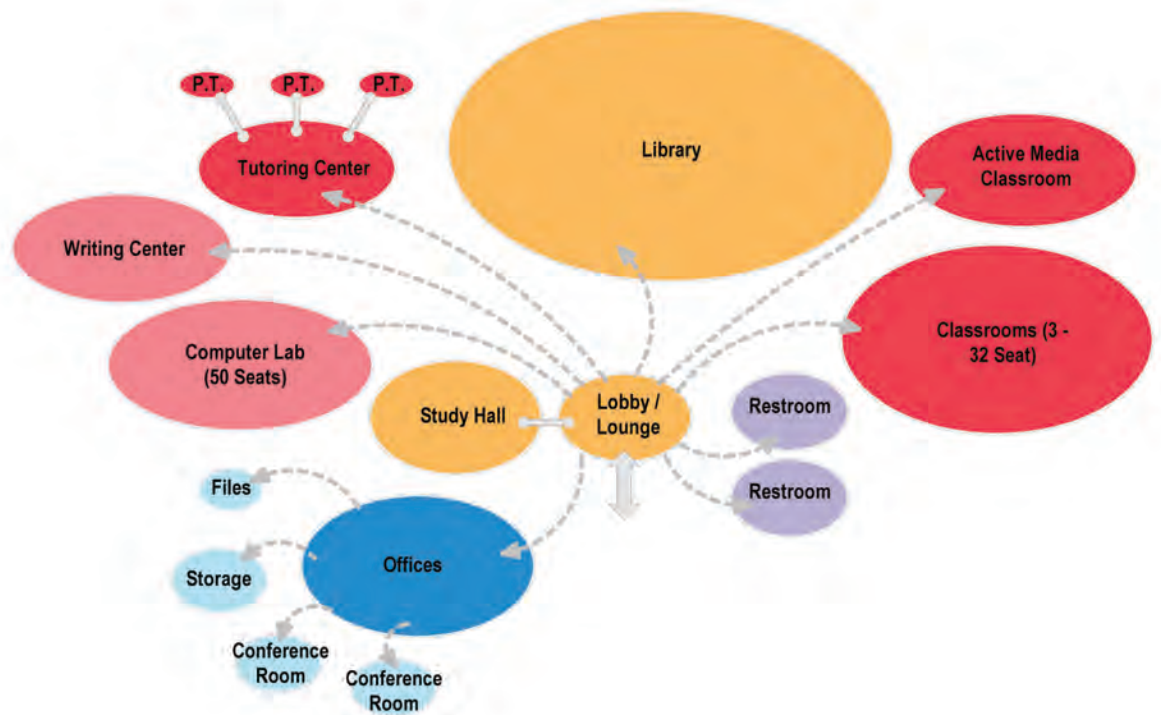 P.T.
P.T.
P.T.
Tutoring Center
Library
Active Media
Classroom
Writing Center
Computer Lab
(50 Seats)
Classrooms (3 -
32 Seat)
Study Hall
Lobby /
Lounge
Restroom
Restroom
Files
Storage
Offices
Conference
Room
Conference
Room